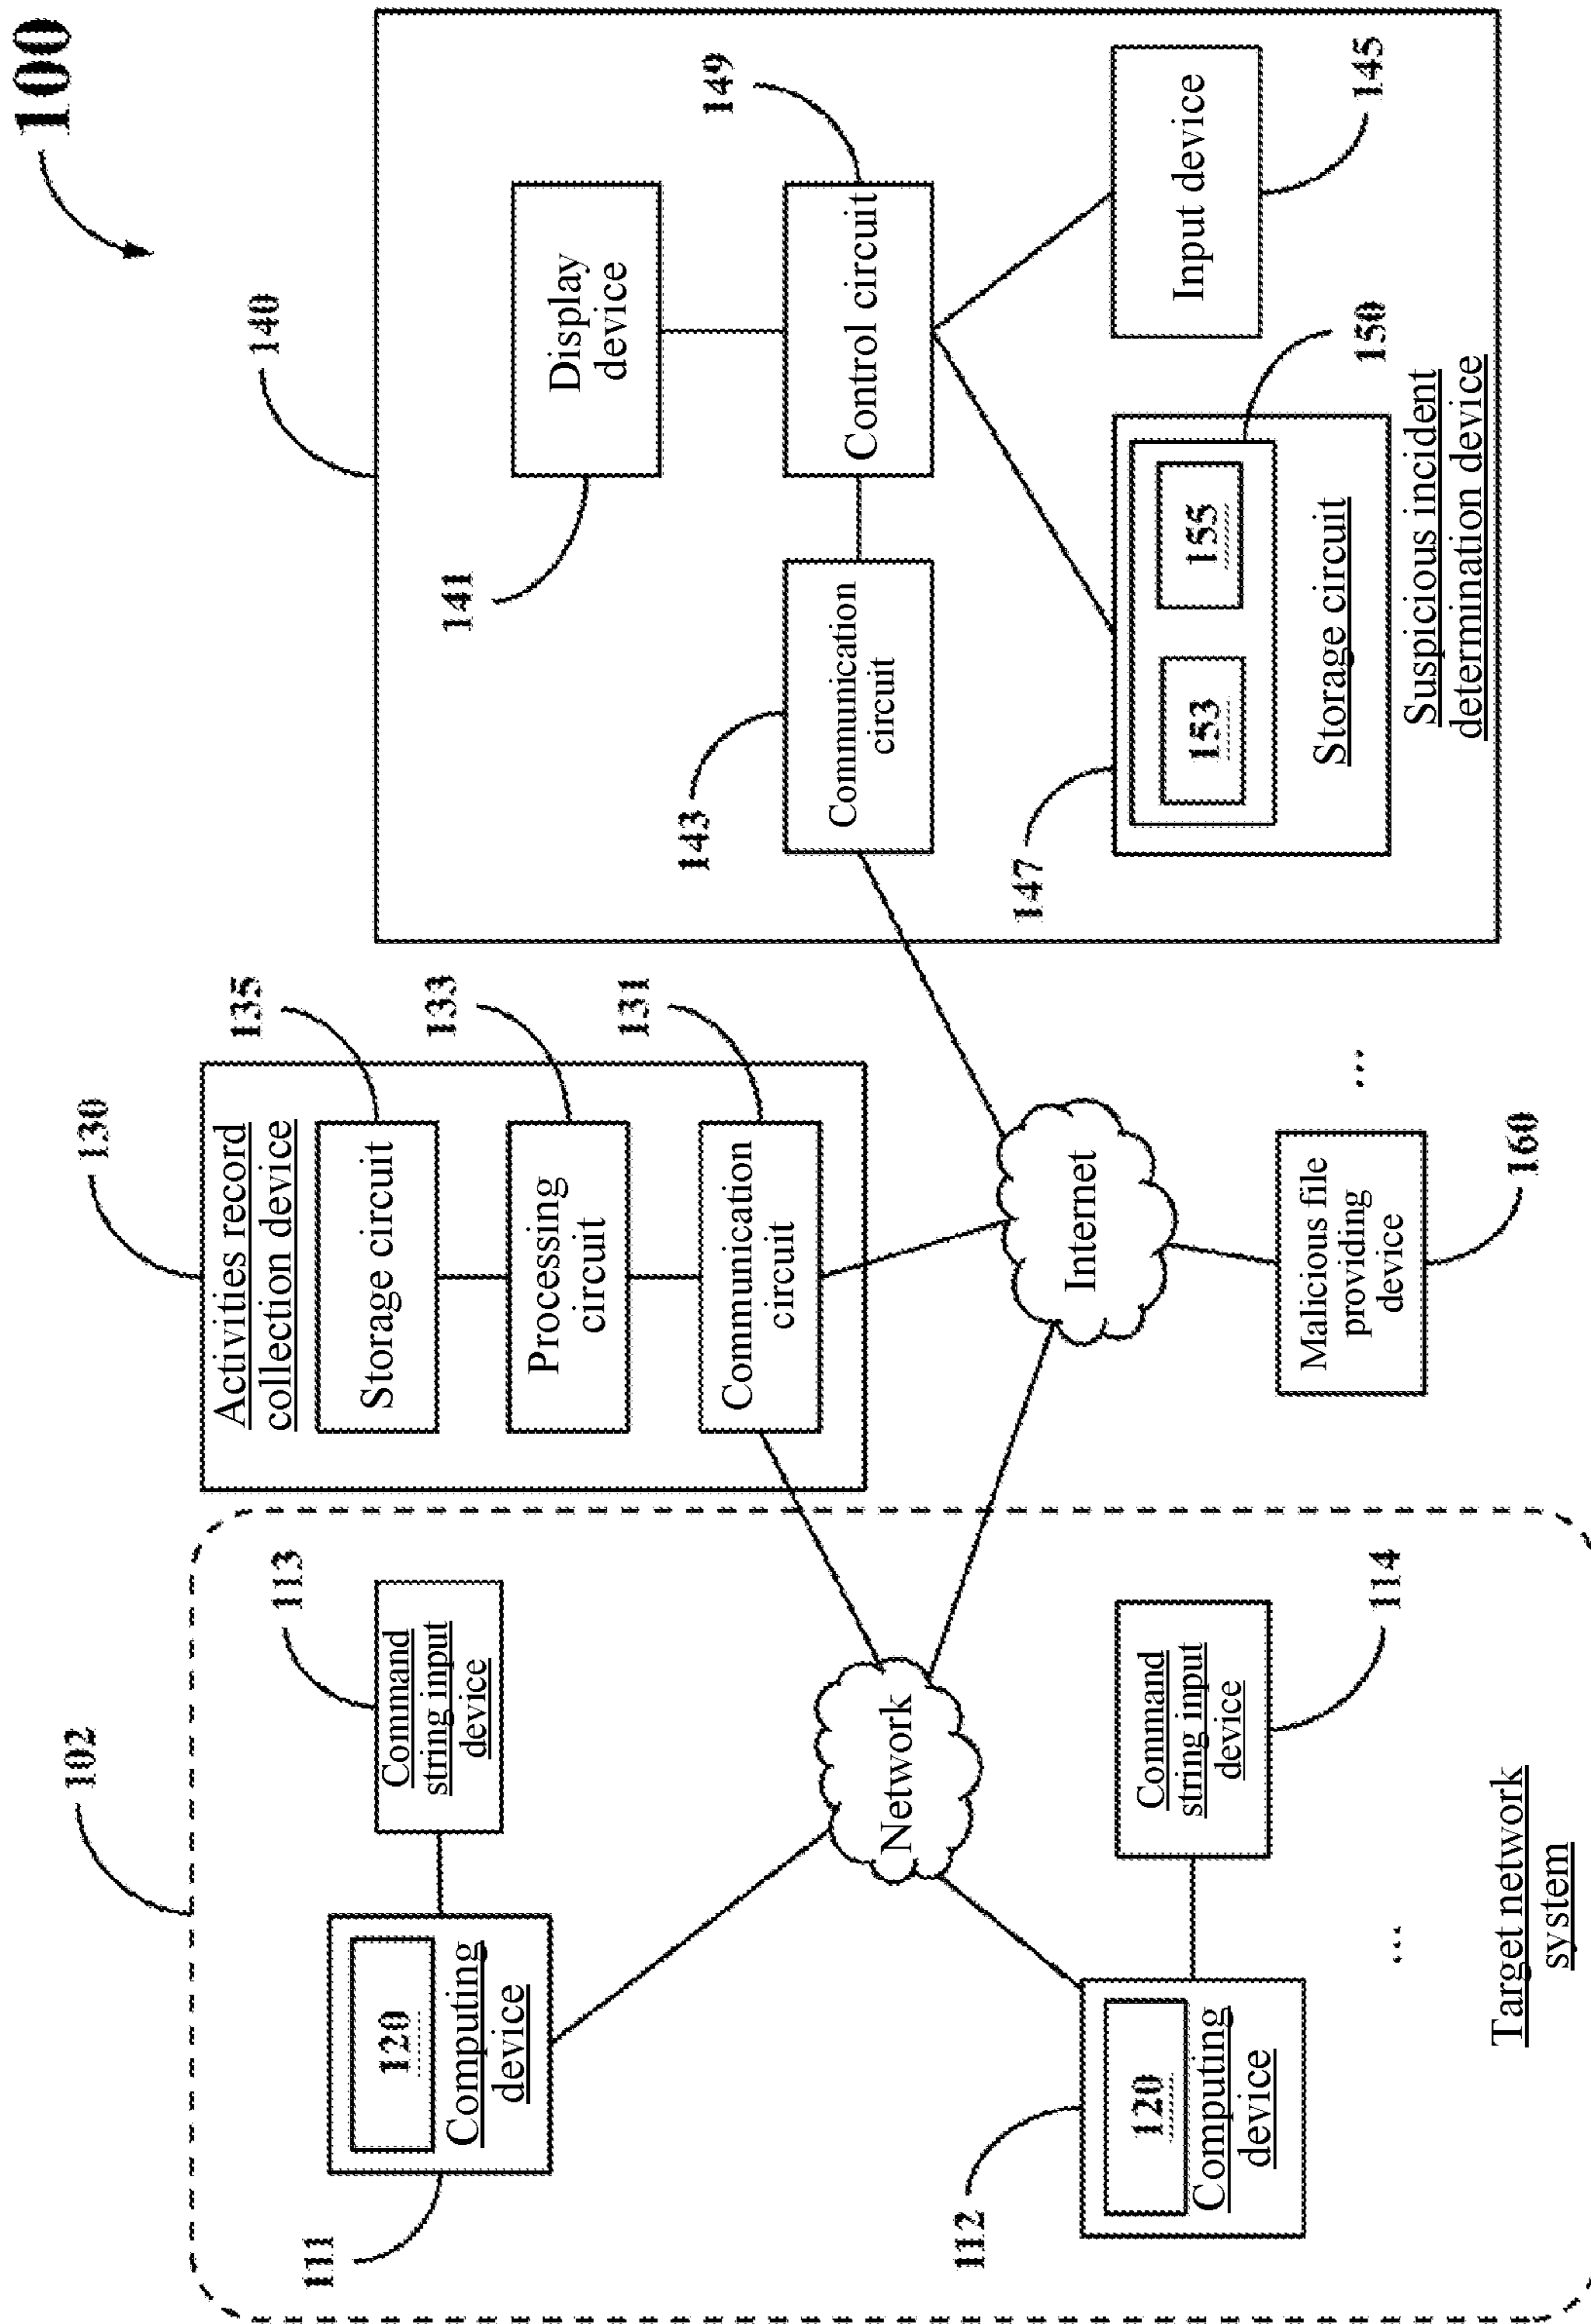 100
102
111
120
Computing
device
113
Command
string input
device
112
120
Computing
device
114
Command
string input
device
...
Target network
system
Network
130
Activities record
collection device
135
Storage circuit
133
Processing
circuit
131
Communication
circuit
Internet
Malicious file
providing
device
160
...
140
141
Display
device
143
Communication
circuit
149
Control circuit
147
153
155
150
Storage circuit
145
Input device
Suspicious incident
determination device